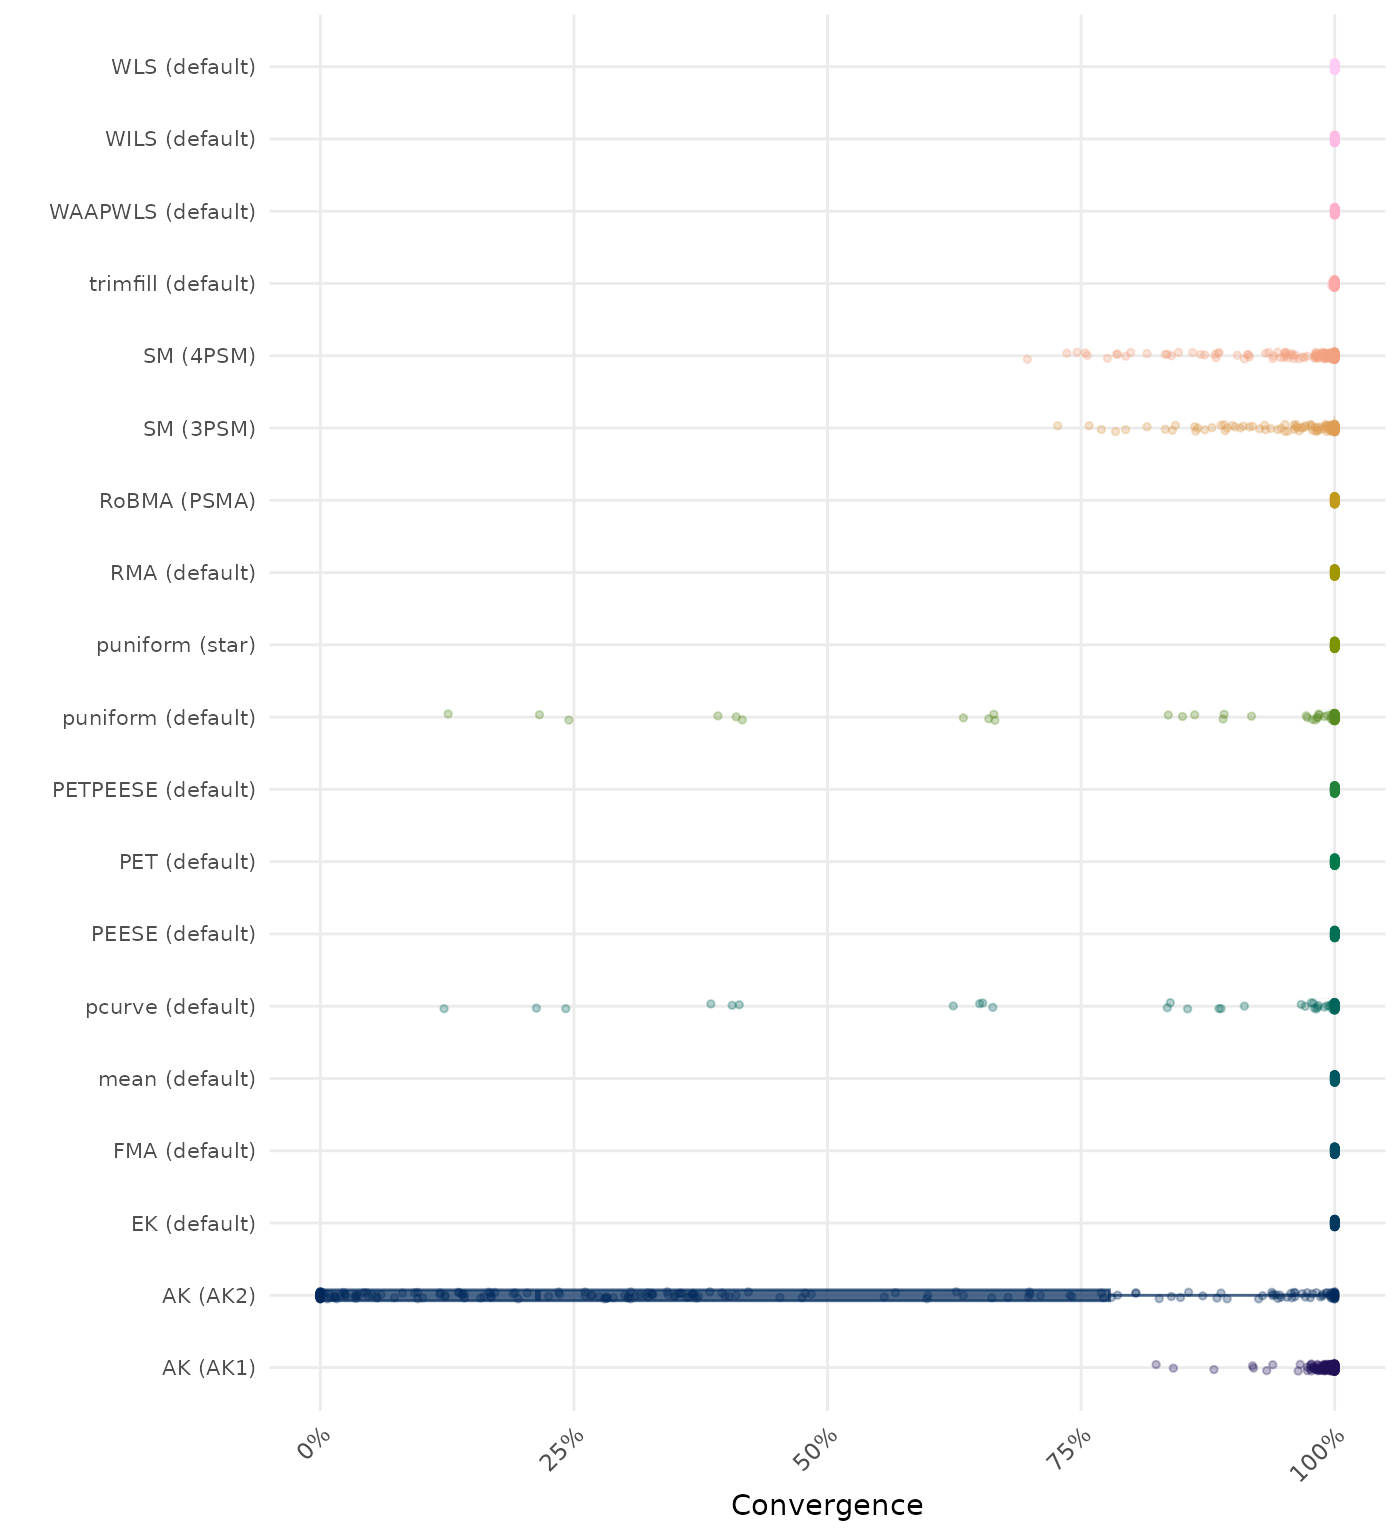 WLS (default)
WILS (default)
WAAPWLS (default)
trimfill (default)
SM (4PSM)
SM (3PSM)
RoBMA (PSMA)
RMA (default)
puniform (star)
puniform (default)
PETPEESE (default)
PET (default)
PEESE (default)
pcurve (default)
mean (default)
FMA (default)
EK (default)
AK (AK2)
AK (AK1)
0% 25% 50% 75% 100%
Convergence